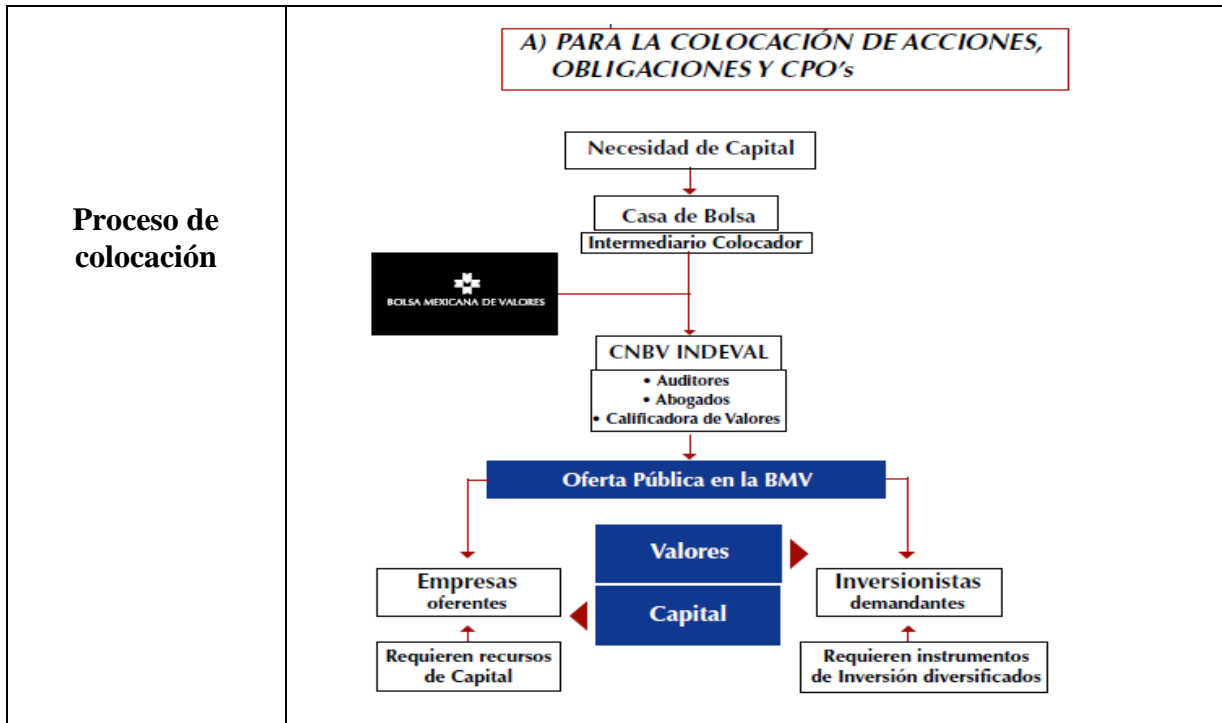 A) PARA LA COLOCACIÓN DE ACCIONES,
OBLIGACIONES Y CPO's
Proceso de
colocación
Necesidad de Capital
Casa de Bolsa
Intermediario Colocador
BOLSA MEXICANA DE VALORES
CNBV INDEVAL
• Auditores
• Abogados
• Calificadora de Valores
Oferta Pública en la BMV
Valores
Capital
Empresas
oferentes
Inversionistas
demandantes
Requieren recursos
de Capital
Requieren instrumentos
de Inversión diversificados